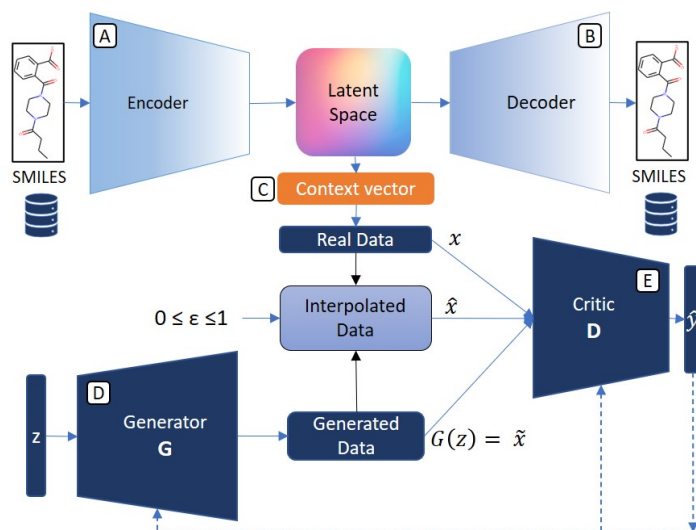 A
B
Encoder
Latent
Space
Decoder
SMILES
SMILES
C
Context vector
Real Data
x
E
Interpolated
Data
x̂
0 ≤ ε ≤1
Critic
D
ŷ
D
Generator
G
z
Generated
Data
G(z) = x̃